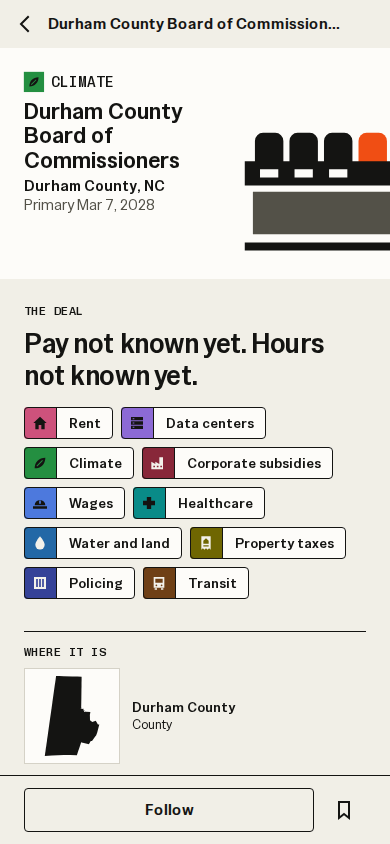 Durham County Board of Commission...
CLIMATE
Durham County
Board of
Commissioners
Durham County, NC
Primary Mar 7, 2028
THE DEAL
Pay not known yet. Hours
not known yet.
Rent
Data centers
Climate
Corporate subsidies
Wages
Healthcare
Water and land
Property taxes
Policing
Transit
WHERE IT IS
Durham County
County
Follow